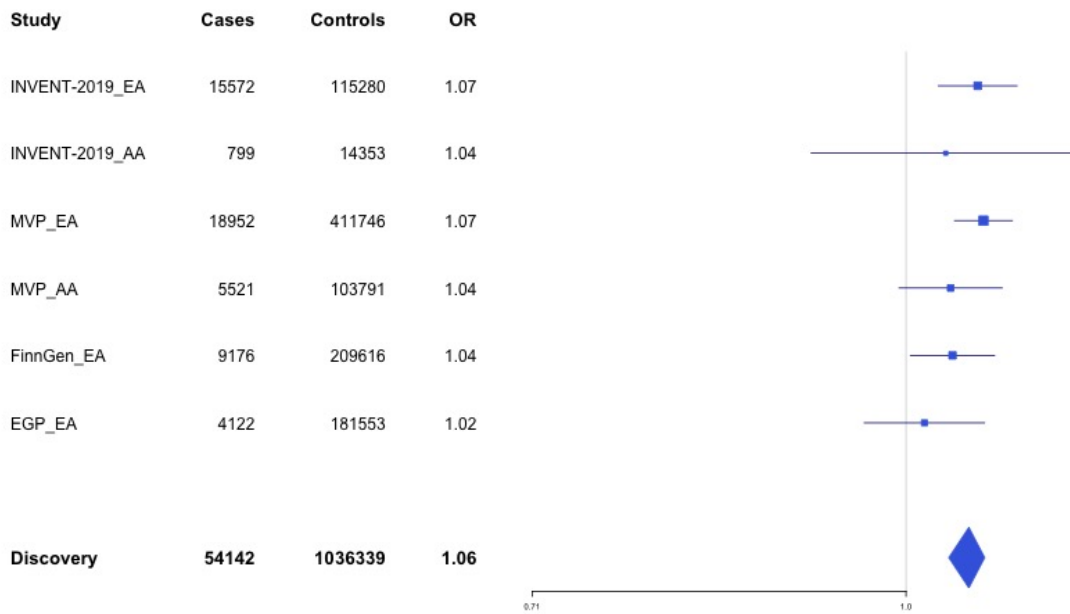 Study Cases Controls OR
INVENT-2019_EA 15572 115280 1.07
INVENT-2019_AA 799 14353 1.04
MVP_EA 18952 411746 1.07
MVP_AA 5521 103791 1.04
FinnGen_EA 9176 209616 1.04
EGP_EA 4122 181553 1.02
Discovery 54142 1036339 1.06
0.71 1.0